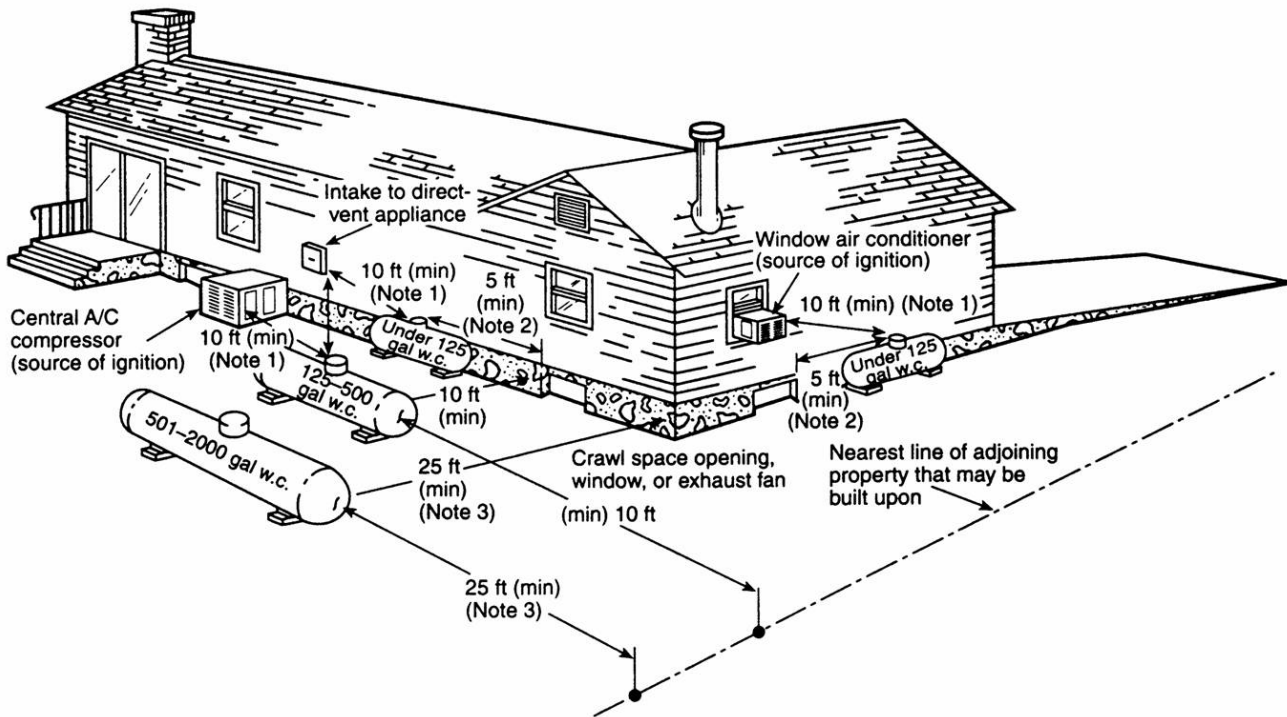 Intake to direct-
vent appliance
Window air conditioner
(source of ignition)
10 ft (min)
(Note 1)
5 ft
(min)
(Note 2)
10 ft (min) (Note 1)
Central A/C
compressor
(source of ignition)
10 ft (min)
(Note 1)
Under 125
gal w.c.
Under 125
gal w.c.
125–500
gal w.c.
10 ft
(min)
5 ft
(min)
(Note 2)
501–2000 gal w.c.
25 ft
(min)
(Note 3)
Crawl space opening,
window, or exhaust fan
Nearest line of adjoining
property that may be
built upon
(min) 10 ft
25 ft (min)
(Note 3)